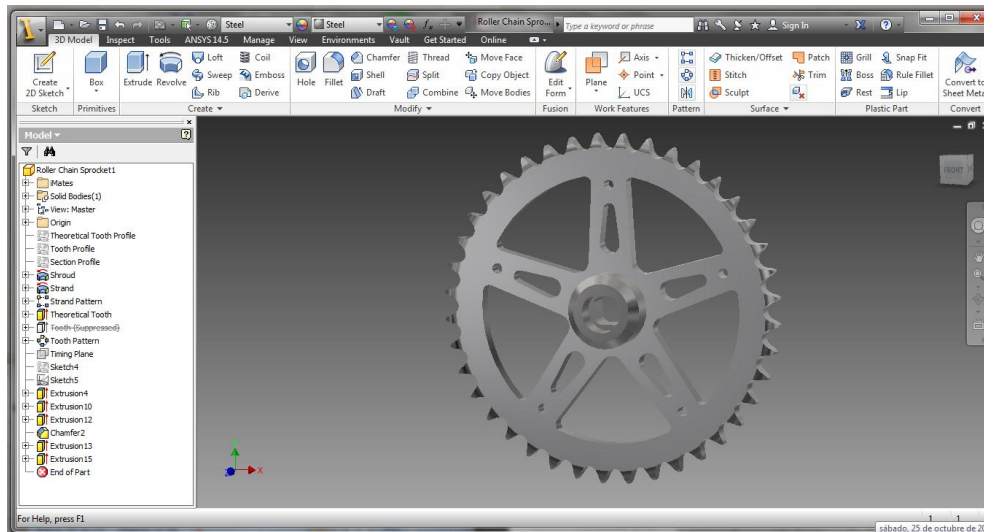 Steel
Steel
Roller Chain Spro...
Type a keyword or phrase
Sign In
3D Model Inspect Tools ANSYS 14.5 Manage View Environments Vault Get Started Online
Create 2D Sketch
Box
Extrude Revolve
Loft Coil
Sweep Emboss
Rib Derive
Hole Fillet
Chamfer Thread Move Face
Shell Split Copy Object
Draft Combine Move Bodies
Edit Form
Plane
Axis
Point
UCS
Thicken/Offset Patch
Stitch Trim
Sculpt
Grill Snap Fit
Boss Rule Fillet
Rest Lip
Convert to Sheet Meta
Sketch Primitives Create Modify Fusion Work Features Pattern Surface Plastic Part Convert
Model
Roller Chain Sprocket1
iMates
Solid Bodies(1)
View: Master
Origin
Theoretical Tooth Profile
Tooth Profile
Section Profile
Shroud
Strand
Strand Pattern
Theoretical Tooth
Tooth (Suppressed)
Tooth Pattern
Timing Plane
Sketch4
Sketch5
Extrusion4
Extrusion10
Extrusion12
Chamfer2
Extrusion13
Extrusion15
End of Part
FRONT
X
For Help, press F1
1 1
sábado, 25 de octubre de 20